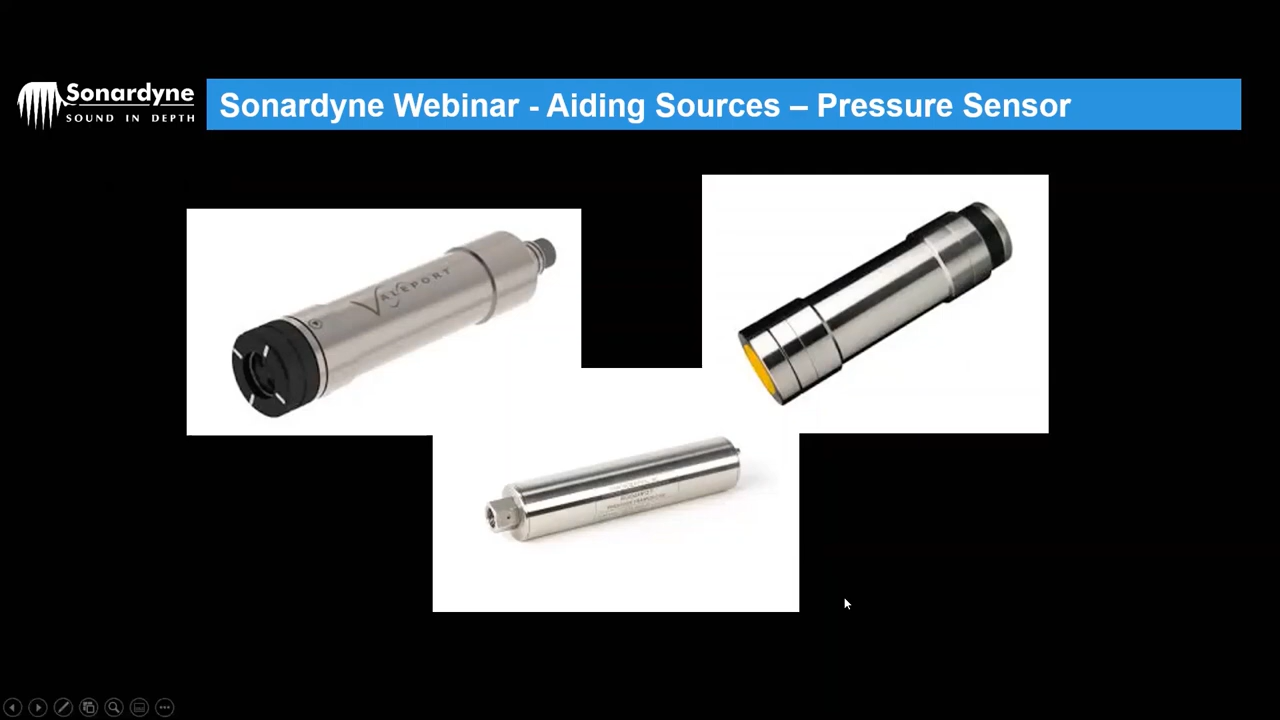 Sonardyne
SOUND IN DEPTH
Sonardyne Webinar - Aiding Sources – Pressure Sensor
VALEPORT